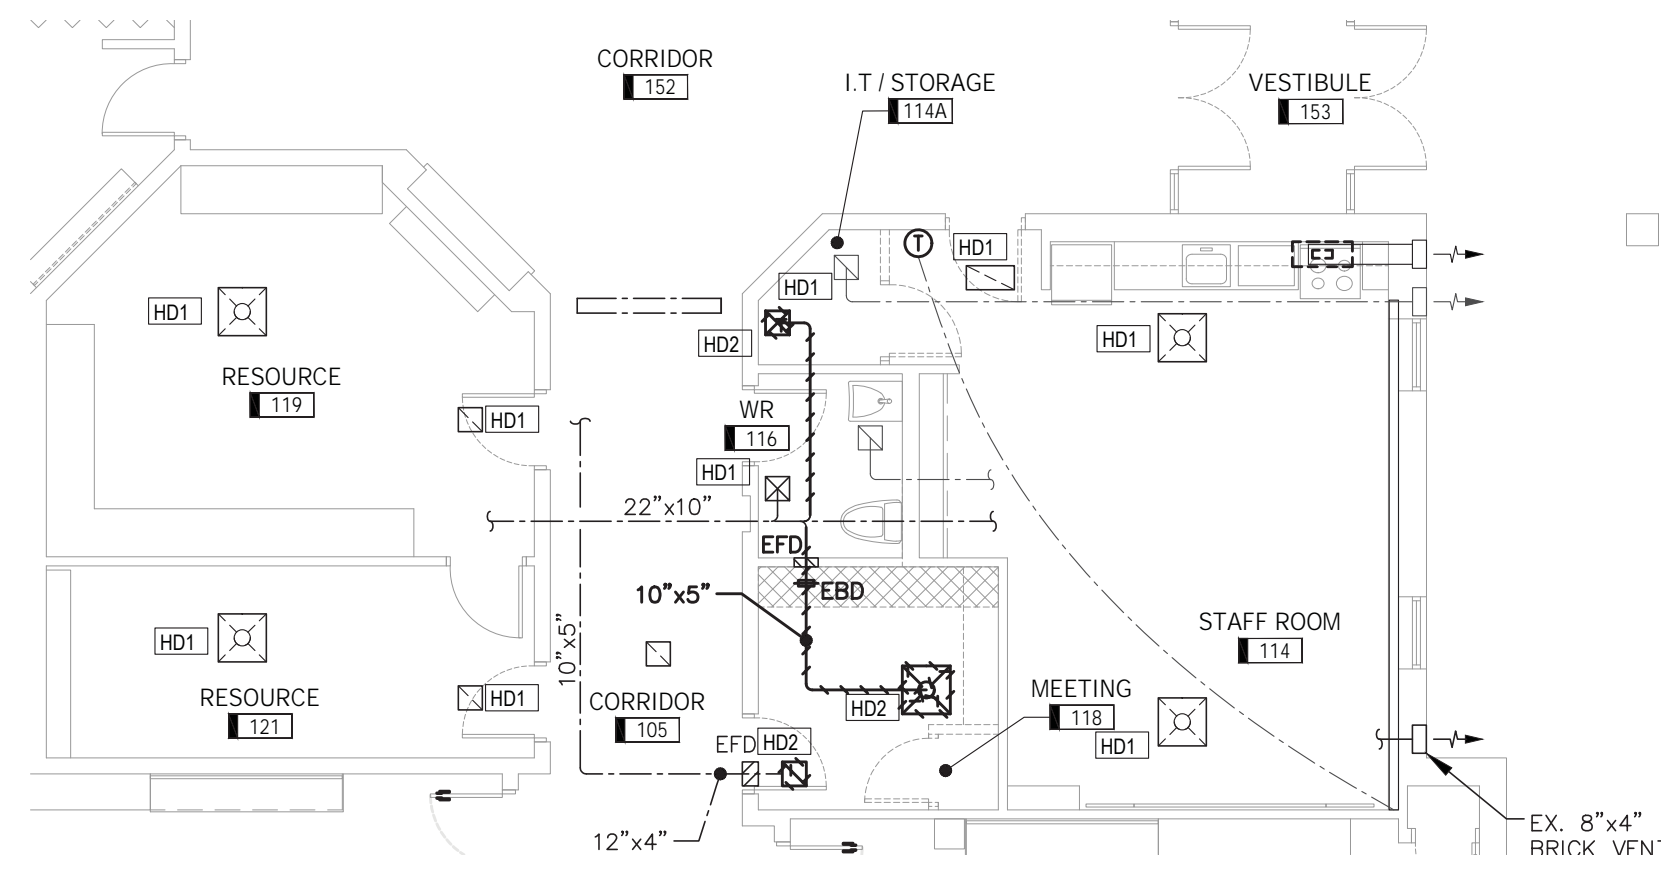 CORRIDOR
152
I.T / STORAGE
114A
VESTIBULE
153
T
HD1
HD1
HD1
HD2
HD1
RESOURCE
119
HD1
WR
116
HD1
22”x10”
EFD
10”x5”
EBD
10”x5”
HD1
STAFF ROOM
114
RESOURCE
121
HD1
CORRIDOR
105
HD2
MEETING
118
HD1
EFD
HD2
12”x4”
EX. 8”x4”
BRICK